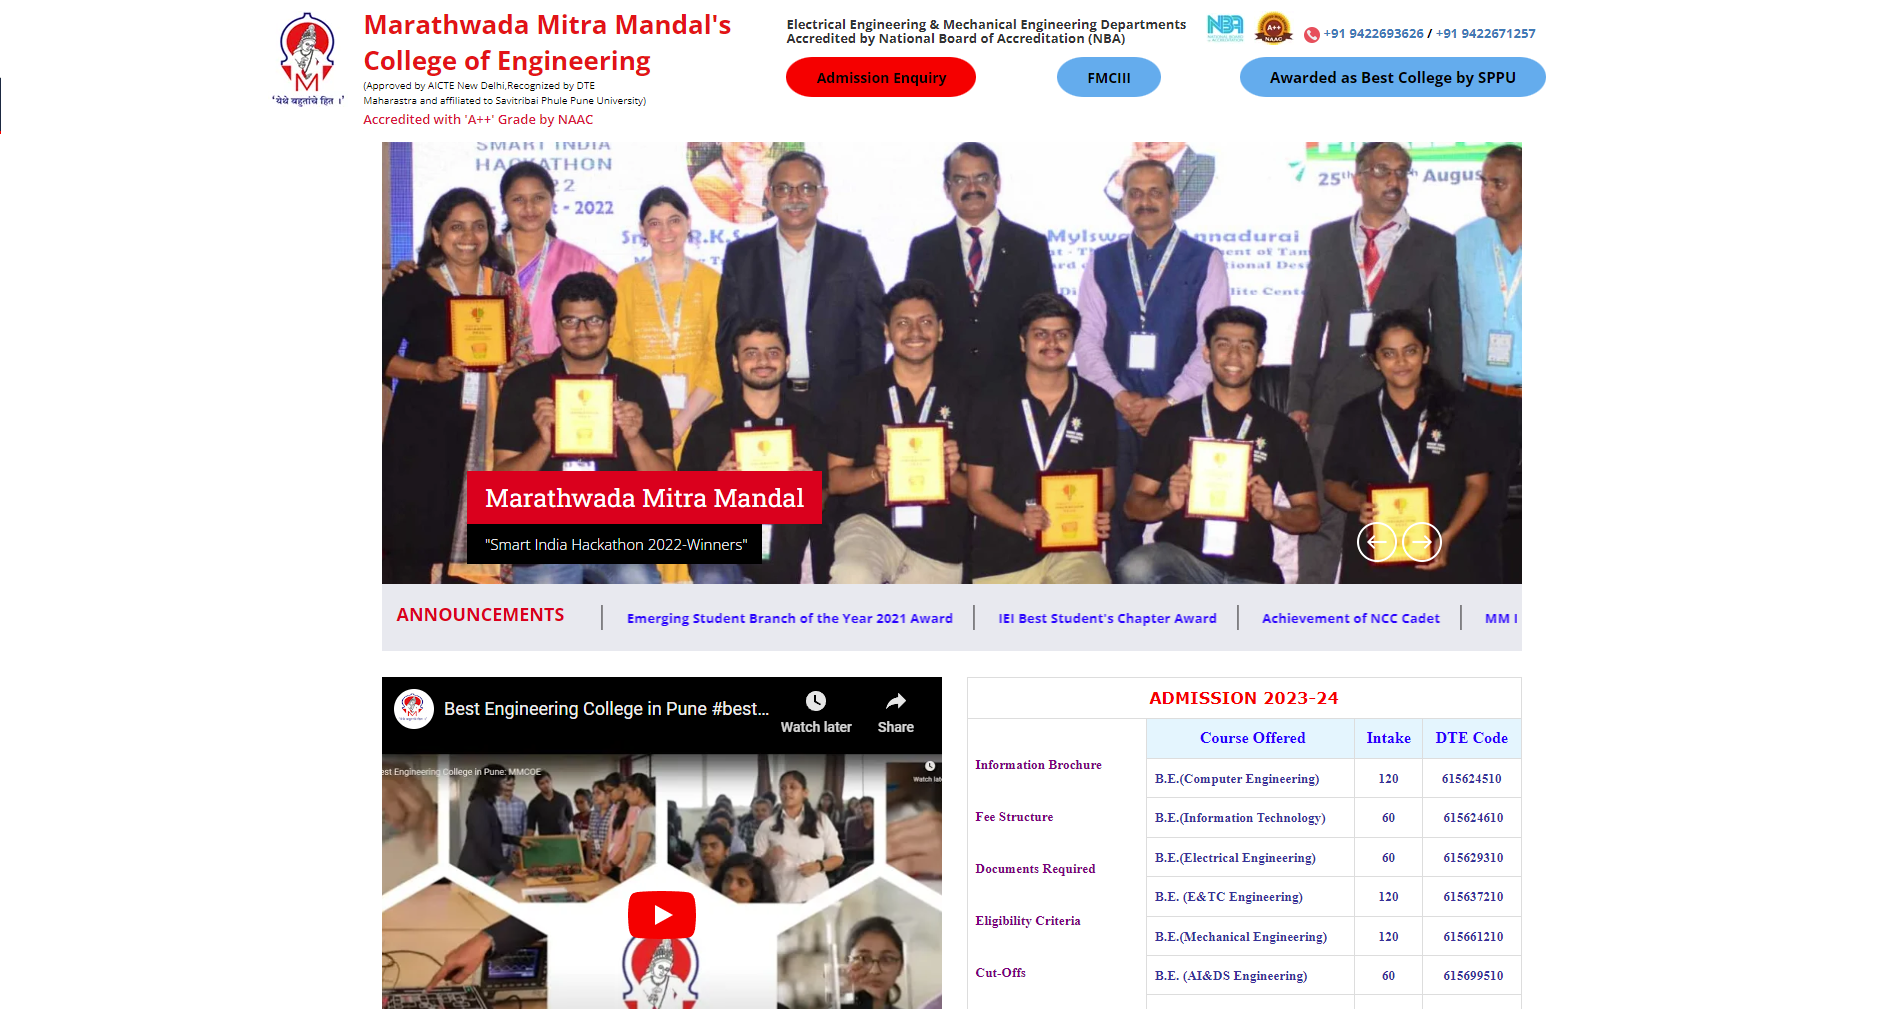 Marathwada Mitra Mandal's
College of Engineering
(Approved by AICTE New Delhi,Recognized by DTE
Maharastra and affiliated to Savitribai Phule Pune University)
Accredited with 'A++' Grade by NAAC
'येथे बहुतांचे हित ।'
Electrical Engineering & Mechanical Engineering Departments
Accredited by National Board of Accreditation (NBA)
NBA
A++
NAAC
+91 9422693626 / +91 9422671257
Admission Enquiry
FMCIII
Awarded as Best College by SPPU
SMART INDIA
HACKATHON
- 2022
25th
Augus
Mylsw
nnadurai
Marathwada Mitra Mandal
"Smart India Hackathon 2022-Winners"
ANNOUNCEMENTS
Emerging Student Branch of the Year 2021 Award
IEI Best Student's Chapter Award
Achievement of NCC Cadet
MM I
Best Engineering College in Pune #best...
Watch later
Share
est Engineering College in Pune: MMCOE
Watch late
ADMISSION 2023-24
Information Brochure
Fee Structure
Documents Required
Eligibility Criteria
Cut-Offs
Course Offered Intake DTE Code
B.E.(Computer Engineering) 120 615624510
B.E.(Information Technology) 60 615624610
B.E.(Electrical Engineering) 60 615629310
B.E. (E&TC Engineering) 120 615637210
B.E.(Mechanical Engineering) 120 615661210
B.E. (AI&DS Engineering) 60 615699510